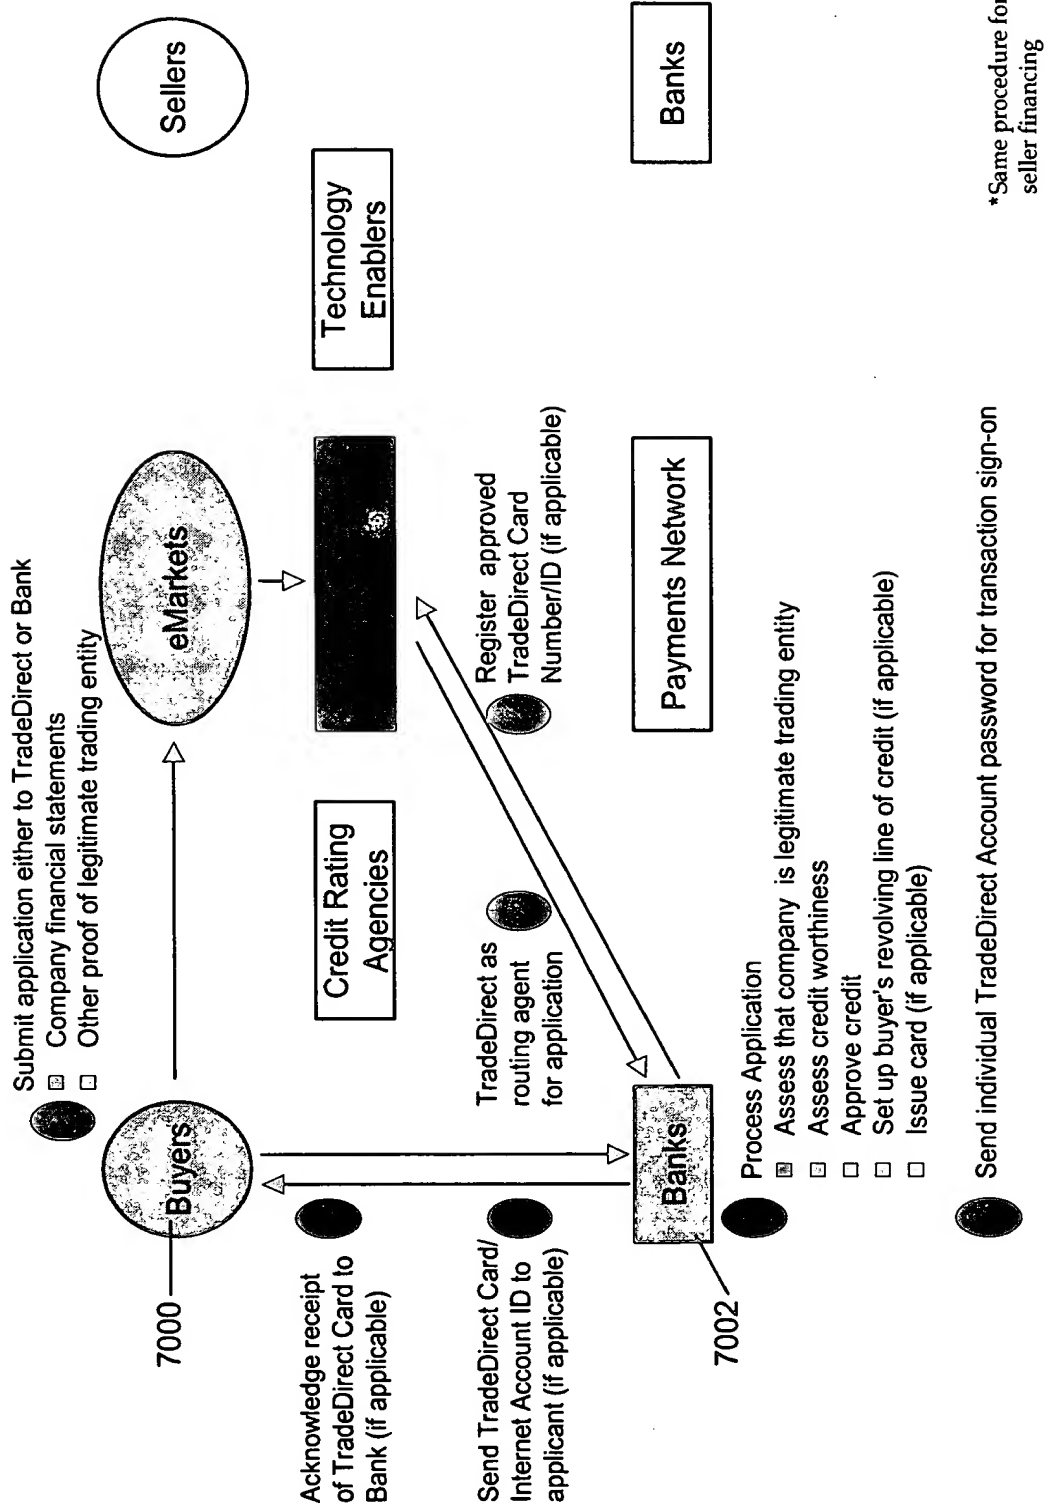 Submit application either to TradeDirect or Bank
Company financial statements
Other proof of legitimate trading entity
Buyers
eMarkets
Sellers
7000
Acknowledge receipt
of TradeDirect Card to
Bank (if applicable)
Credit Rating
Agencies
Technology
Enablers
Send TradeDirect Card/
Internet Account ID to
applicant (if applicable)
TradeDirect as
routing agent
for application
Register approved
TradeDirect Card
Number/ID (if applicable)
Banks
Payments Network
Banks
7002
Process Application
Assess that company is legitimate trading entity
Assess credit worthiness
Approve credit
Set up buyer's revolving line of credit (if applicable)
Issue card (if applicable)
Send individual TradeDirect Account password for transaction sign-on
*Same procedure for
seller financing